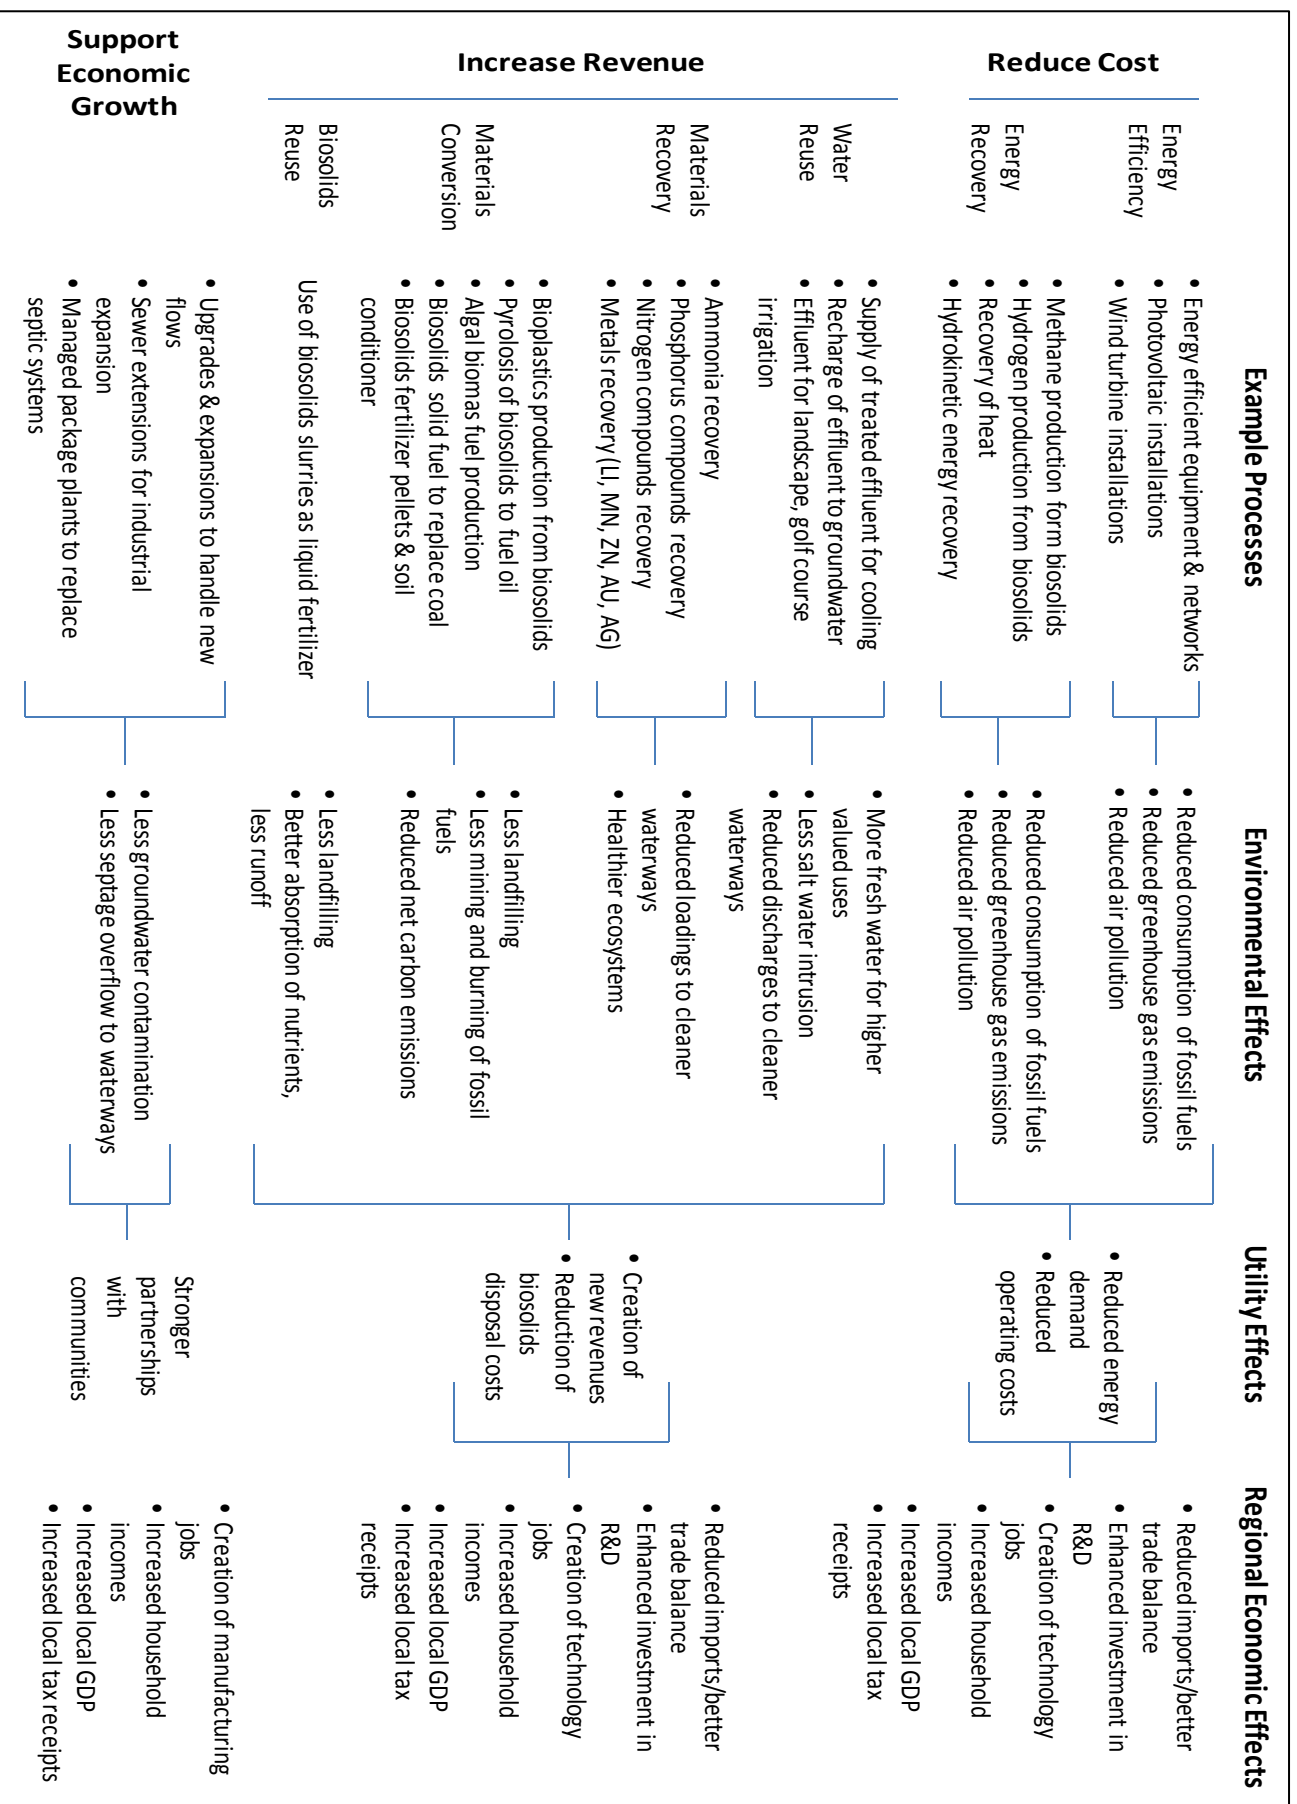 Example Processes
Environmental Effects
Utility Effects
Regional Economic Effects
Reduce Cost
Energy
Efficiency
• Energy efficient equipment & networks
• Photovoltaic installations
• Wind turbine installations
• Reduced consumption of fossil fuels
• Reduced greenhouse gas emissions
• Reduced air pollution
Energy
Recovery
• Methane production form biosolids
• Hydrogen production from biosolids
• Recovery of heat
• Hydrokinetic energy recovery
• Reduced consumption of fossil fuels
• Reduced greenhouse gas emissions
• Reduced air pollution
• Reduced energy
demand
• Reduced
operating costs
• Reduced imports/better
trade balance
• Enhanced investment in
R&D
• Creation of technology
jobs
• Increased household
incomes
• Increased local GDP
• Increased local tax
receipts
Increase Revenue
Water
Reuse
• Supply of treated effluent for cooling
• Recharge of effluent to groundwater
• Effluent for landscape, golf course
irrigation
• More fresh water for higher
valued uses
• Less salt water intrusion
• Reduced discharges to cleaner
waterways
Materials
Recovery
• Ammonia recovery
• Phosphorus compounds recovery
• Nitrogen compounds recovery
• Metals recovery (LI, MN, ZN, AU, AG)
• Reduced loadings to cleaner
waterways
• Healthier ecosystems
Materials
Conversion
• Bioplastics production from biosolids
• Pyrolosis of biosolids to fuel oil
• Algal biomas fuel production
• Biosolids solid fuel to replace coal
• Biosolids fertilizer pellets & soil
conditioner
• Less landfilling
• Less mining and burning of fossil
fuels
• Reduced net carbon emissions
Biosolids
Reuse
Use of biosolids slurries as liquid fertilizer
• Less landfilling
• Better absorption of nutrients,
less runoff
• Creation of
new revenues
• Reduction of
biosolids
disposal costs
• Reduced imports/better
trade balance
• Enhanced investment in
R&D
• Creation of technology
jobs
• Increased household
incomes
• Increased local GDP
• Increased local tax
receipts
Support
Economic
Growth
• Upgrades & expansions to handle new
flows
• Sewer extensions for industrial
expansion
• Managed package plants to replace
septic systems
• Less groundwater contamination
• Less septage overflow to waterways
Stronger
partnerships
with
communities
• Creation of manufacturing
jobs
• Increased household
incomes
• Increased local GDP
• Increased local tax receipts